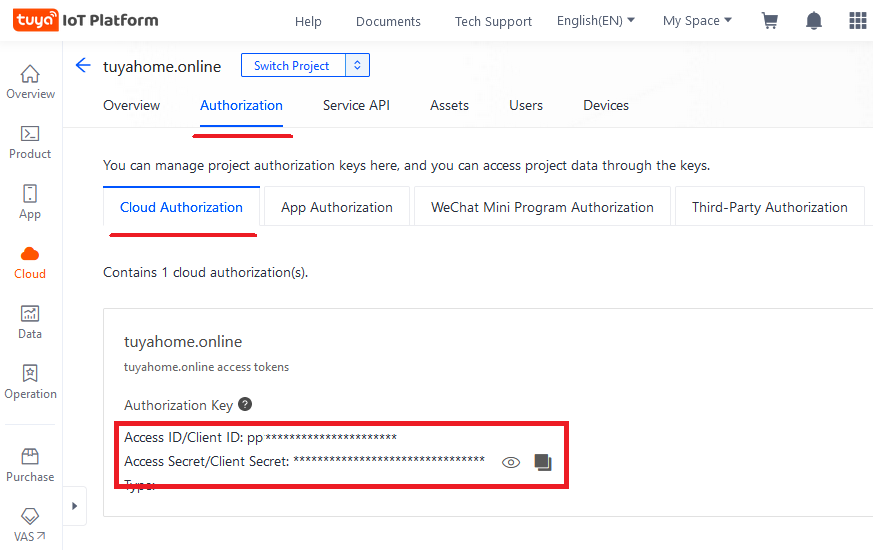 tuya IoT Platform
Help Documents Tech Support English(EN) My Space
tuyahome.online Switch Project
Overview Authorization Service API Assets Users Devices
You can manage project authorization keys here, and you can access project data through the keys.
Cloud Authorization App Authorization WeChat Mini Program Authorization Third-Party Authorization
Contains 1 cloud authorization(s).
tuyahome.online
tuyahome.online access tokens
Authorization Key ?
Access ID/Client ID: pp**********************
Access Secret/Client Secret: ********************************
Type:
Overview
Product
App
Cloud
Data
Operation
Purchase
VAS